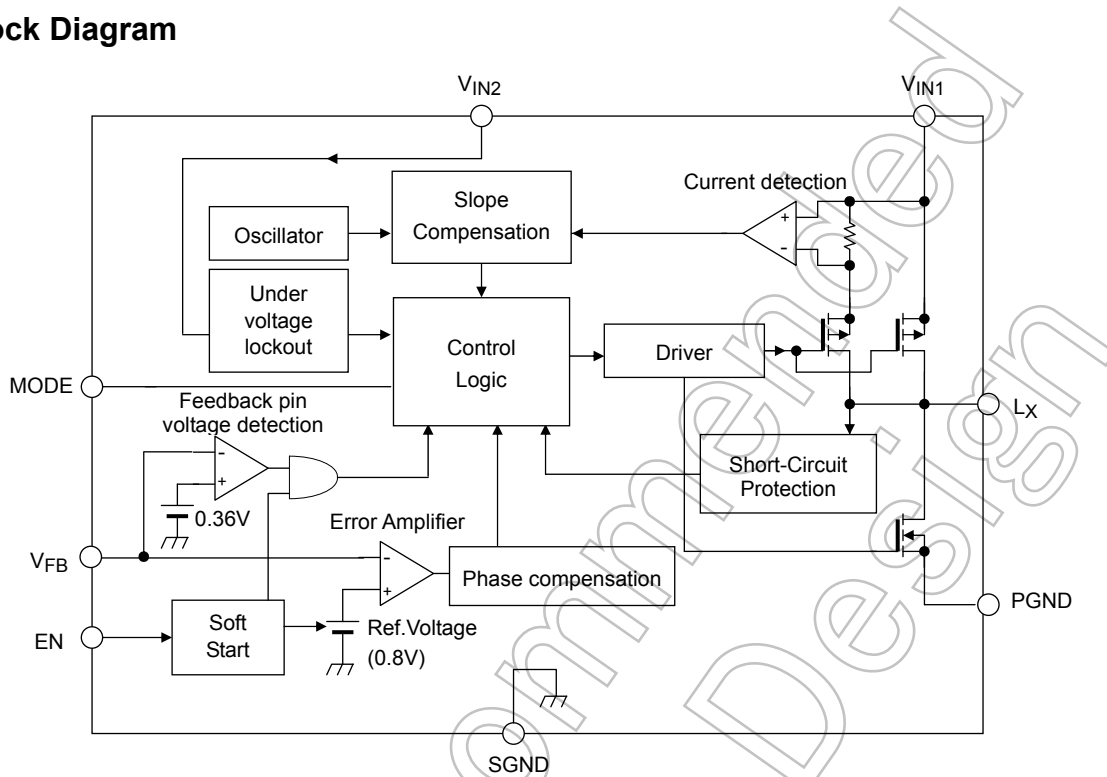 ock Diagram
VIN2
VIN1
Current detection
Slope
Compensation
Oscillator
+
-
Under
voltage
lockout
Control
Logic
Driver
MODE
Feedback pin
voltage detection
LX
-
+
Short-Circuit
Protection
0.36V
Error Amplifier
VFB
-
+
Phase compensation
EN
Soft
Start
Ref.Voltage
(0.8V)
PGND
SGND
ommended
Design